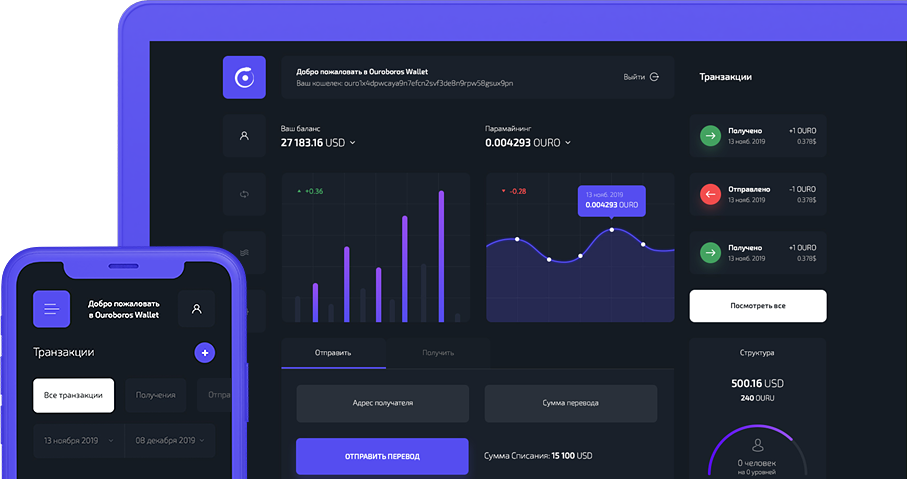 Добро пожаловать в Ouroboros Wallet
Ваш кошелек: ouro1x4dpwcaya9n7efcn2svf3de8n9rpw58gsux9pn
Выйти
Транзакции
Ваш баланс
27 183.16 USD
Парамайнинг
0.004293 OURO
+0.36
-0.28
13 нояб. 2019
0.004293 OURO
Получено
13 нояб. 2019
+1 OURO
0.378$
Отправлено
13 нояб. 2019
-1 OURO
0.378$
Получено
13 нояб. 2019
+1 OURO
0.378$
Посмотреть все
Отправить
Получить
Адрес получателя
Сумма перевода
ОТПРАВИТЬ ПЕРЕВОД
Сумма Списания: 15 100 USD
Структура
500.16 USD
240 OURU
0 человек
на 0 уровней
Добро пожаловать
в Ouroboros Wallet
Транзакции
Все транзакции
Получения
Отпра
13 ноября 2019
08 декабря 2019